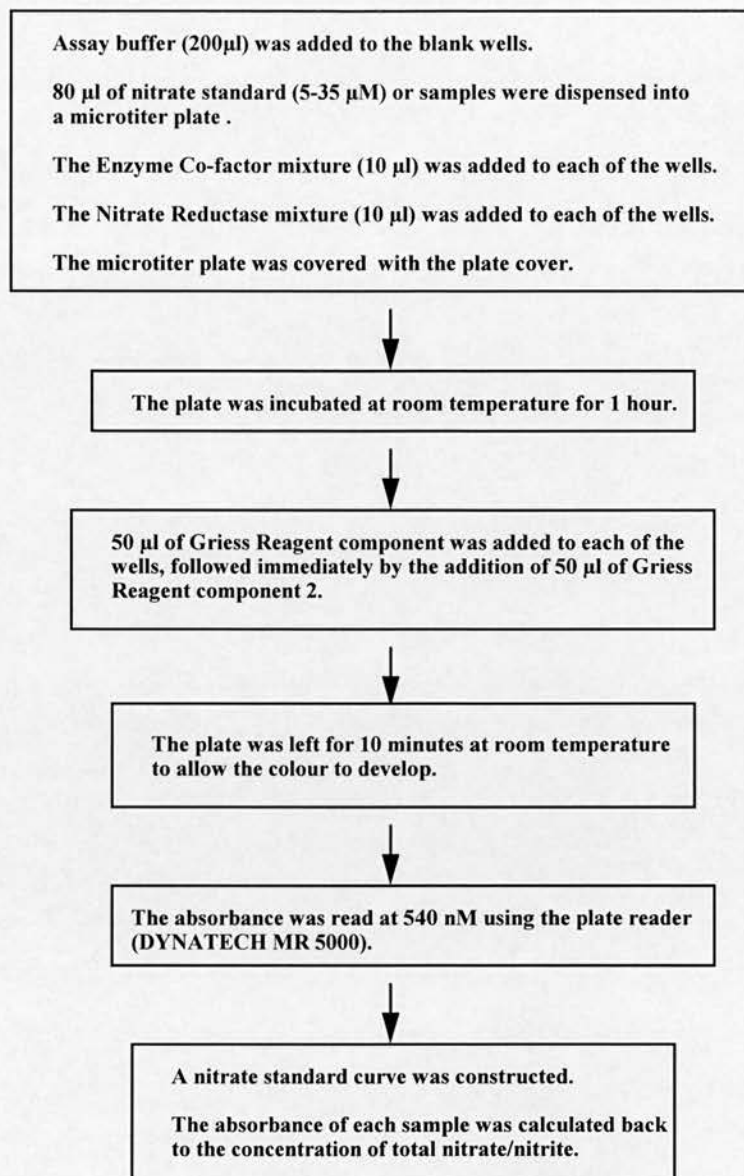 Assay buffer (200µl) was added to the blank wells.
80 µl of nitrate standard (5-35 µM) or samples were dispensed into
a microtiter plate .
The Enzyme Co-factor mixture (10 µl) was added to each of the wells.
The Nitrate Reductase mixture (10 µl) was added to each of the wells.
The microtiter plate was covered with the plate cover.
The plate was incubated at room temperature for 1 hour.
50 µl of Griess Reagent component was added to each of the
wells, followed immediately by the addition of 50 µl of Griess
Reagent component 2.
The plate was left for 10 minutes at room temperature
to allow the colour to develop.
The absorbance was read at 540 nM using the plate reader
(DYNATECH MR 5000).
A nitrate standard curve was constructed.
The absorbance of each sample was calculated back
to the concentration of total nitrate/nitrite.